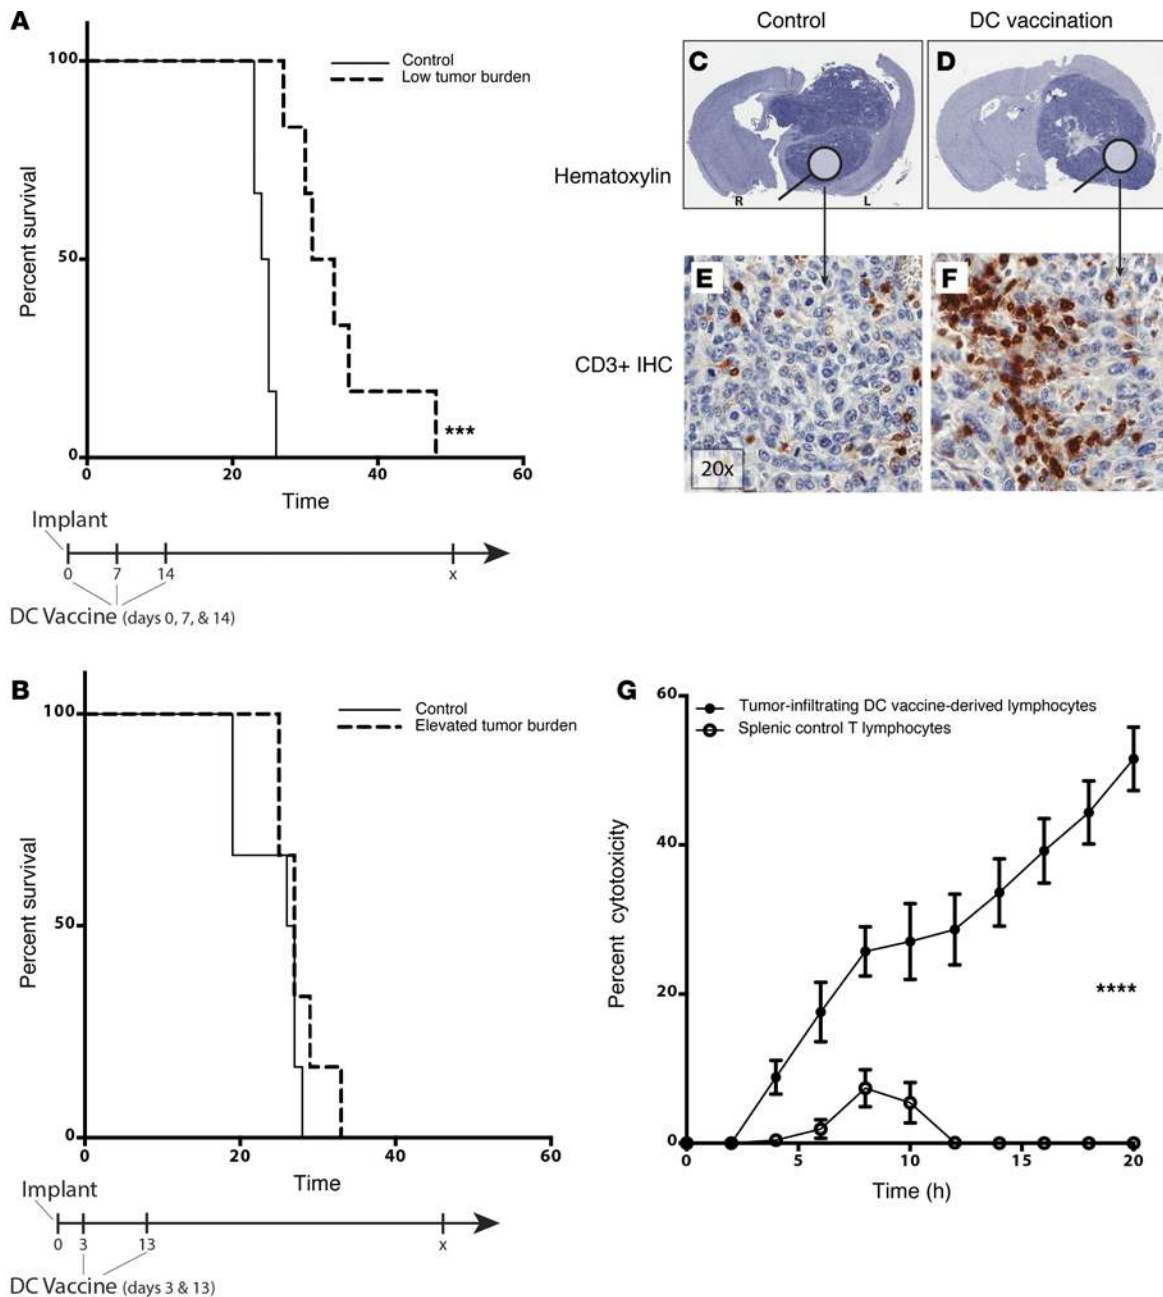 A
100
50
0
0
20
40
60
Percent survival
Time
Control
Low tumor burden
***
Implant
0
7
14
x
DC Vaccine (days 0, 7, & 14)
B
100
50
0
0
20
40
60
Percent survival
Time
Control
Elevated tumor burden
Implant
0
3
13
x
DC Vaccine (days 3 & 13)
Control
DC vaccination
Hematoxylin
C
R
L
D
CD3+ IHC
E
20x
F
G
60
40
20
0
0
5
10
15
20
Percent cytotoxicity
Time (h)
Tumor-infiltrating DC vaccine-derived lymphocytes
Splenic control T lymphocytes
****